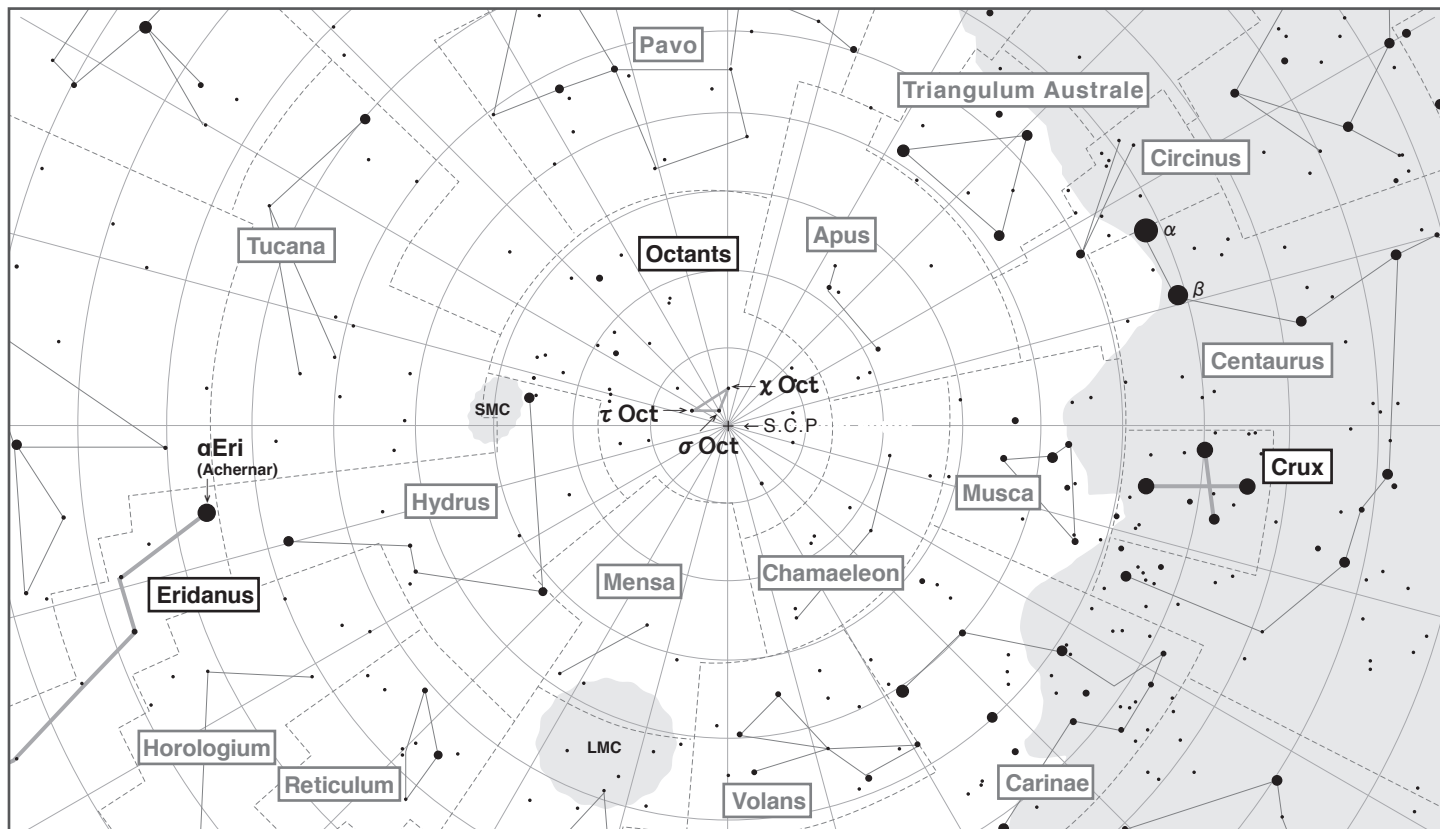 Pavo
Triangulum Australe
Circinus
α
Tucana
Octants
Apus
β
Centaurus
χ Oct
SMC
τ Oct
S.C.P
σ Oct
αEri
(Achernar)
Crux
Hydrus
Musca
Mensa
Chamaeleon
Eridanus
Horologium
LMC
Reticulum
Volans
Carinae